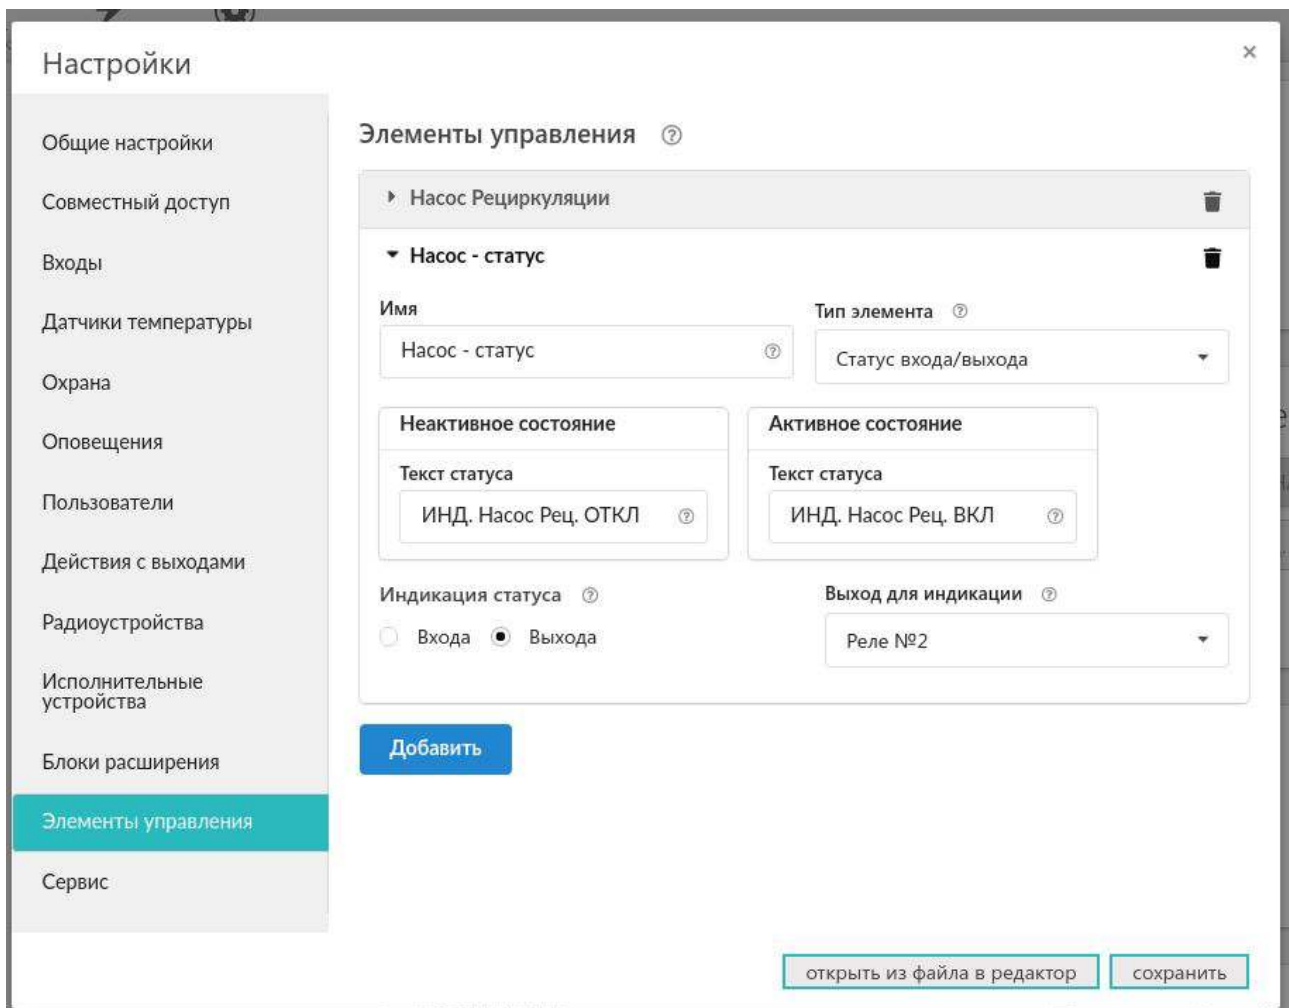 Настройки
×
Общие настройки
Совместный доступ
Входы
Датчики температуры
Охрана
Оповещения
Пользователи
Действия с выходами
Радиоустройства
Исполнительные
устройства
Блоки расширения
Элементы управления
Сервис
Элементы управления ?
Насос Рециркуляции
Насос - статус
Имя
Насос - статус ?
Тип элемента ?
Статус входа/выхода
Неактивное состояние
Текст статуса
ИНД. Насос Рец. ОТКЛ ?
Активное состояние
Текст статуса
ИНД. Насос Рец. ВКЛ ?
Индикация статуса ?
Входа Выхода
Выход для индикации ?
Реле №2
Добавить
открыть из файла в редактор
сохранить